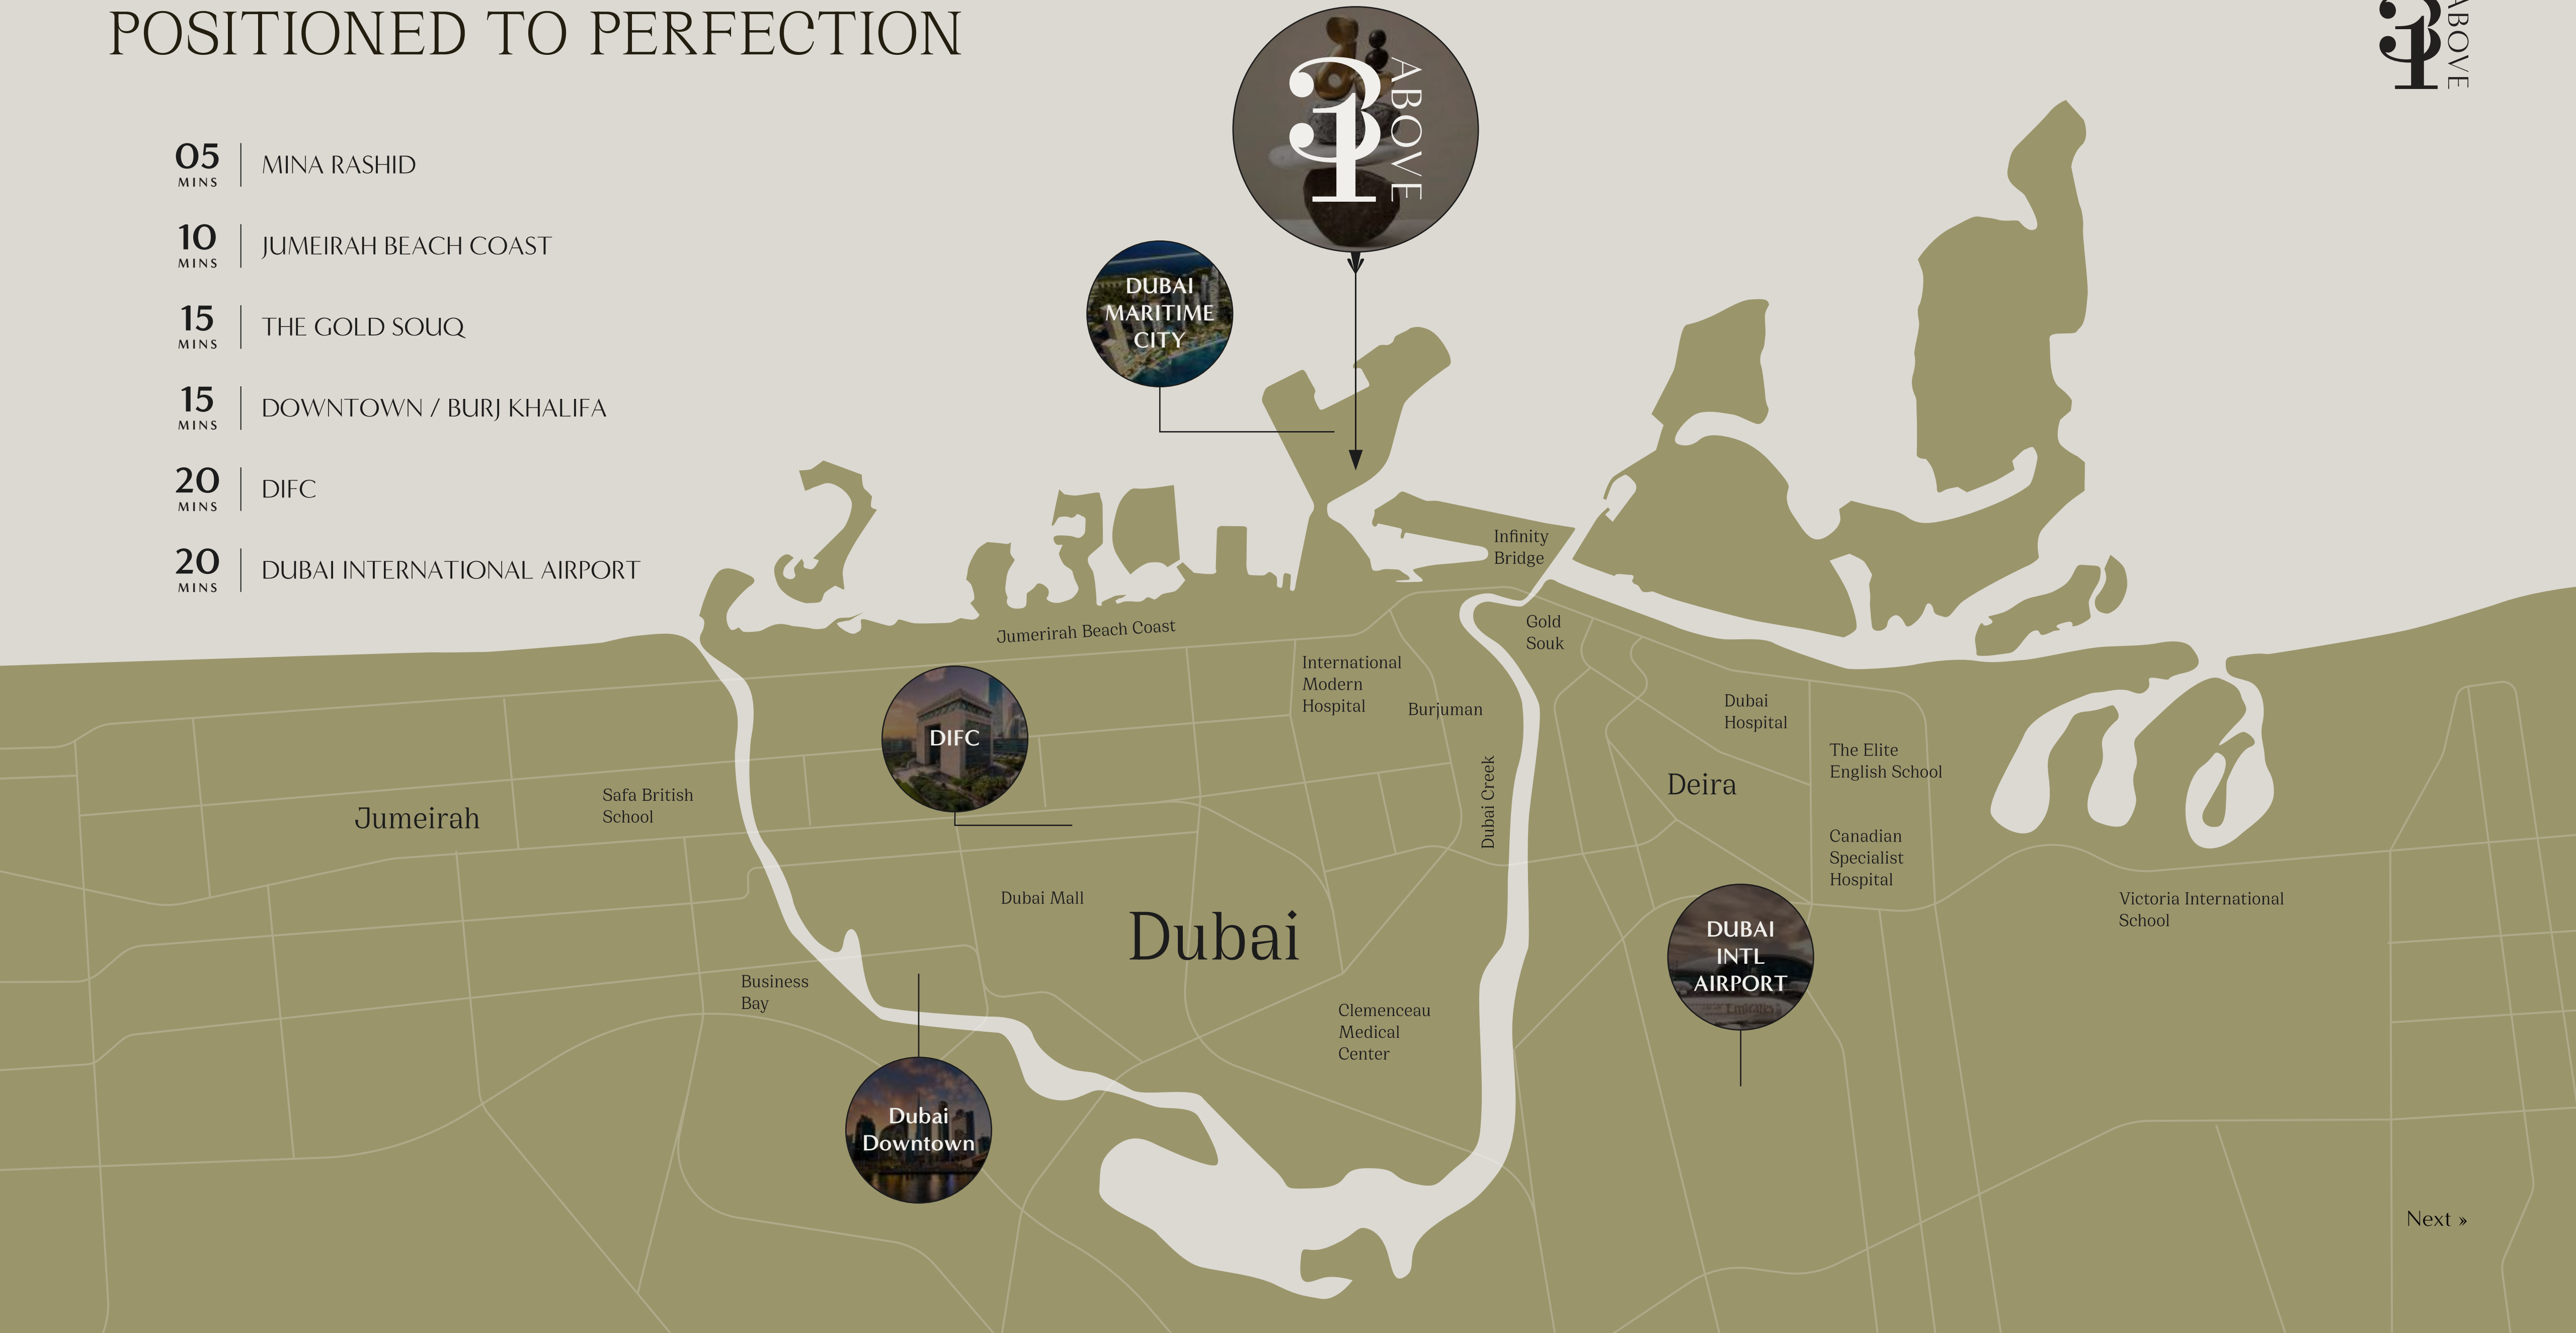 POSITIONED TO PERFECTION
31
ABOVE
05
MINS
MINA RASHID
10
MINS
JUMEIRAH BEACH COAST
15
MINS
THE GOLD SOUQ
15
MINS
DOWNTOWN / BURJ KHALIFA
20
MINS
DIFC
20
MINS
DUBAI INTERNATIONAL AIRPORT
31
ABOVE
DUBAI
MARITIME
CITY
Infinity
Bridge
Jumerirah Beach Coast
Gold
Souk
International
Modern
Hospital
Burjuman
Dubai
Hospital
DIFC
The Elite
English School
Jumeirah
Safa British
School
Dubai Creek
Deira
Canadian
Specialist
Hospital
Dubai Mall
Dubai
Victoria International
School
DUBAI
INTL
AIRPORT
Emirates
Business
Bay
Clemenceau
Medical
Center
Dubai
Downtown
Next »